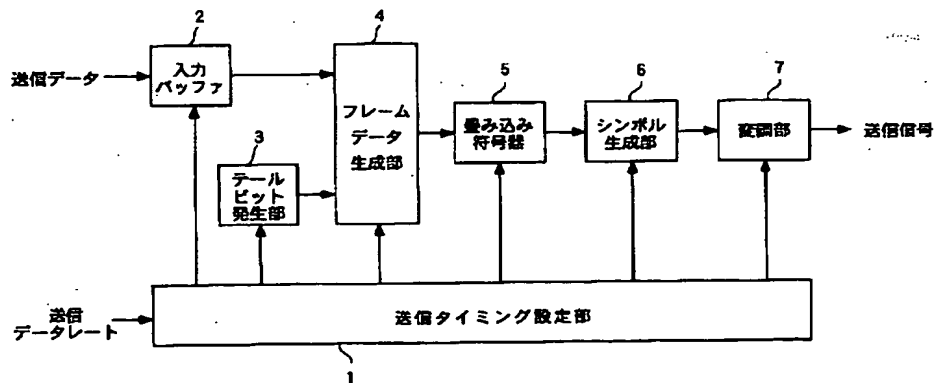 2
4
送信データ
入力
バッファ
5
6
7
フレーム
データ
生成部
畳み込み
符号器
シンボル
生成部
変調部
送信信号
3
テール
ビット
発生部
送信
データレート
送信タイミング設定部
1